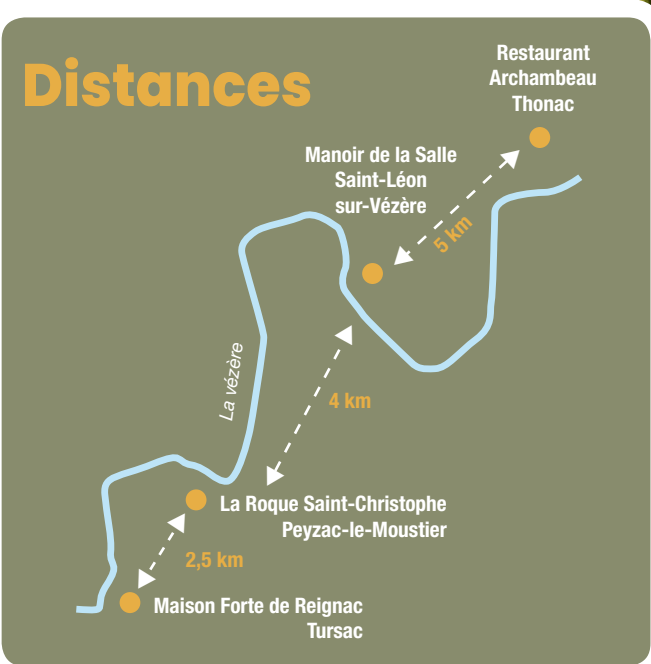 Distances
Restaurant
Archambeau
Thonac
Manoir de la Salle
Saint-Léon
sur-Vézère
5 km
La vézère
4 km
La Roque Saint-Christophe
Peyzac-le-Moustier
2,5 km
Maison Forte de Reignac
Tursac